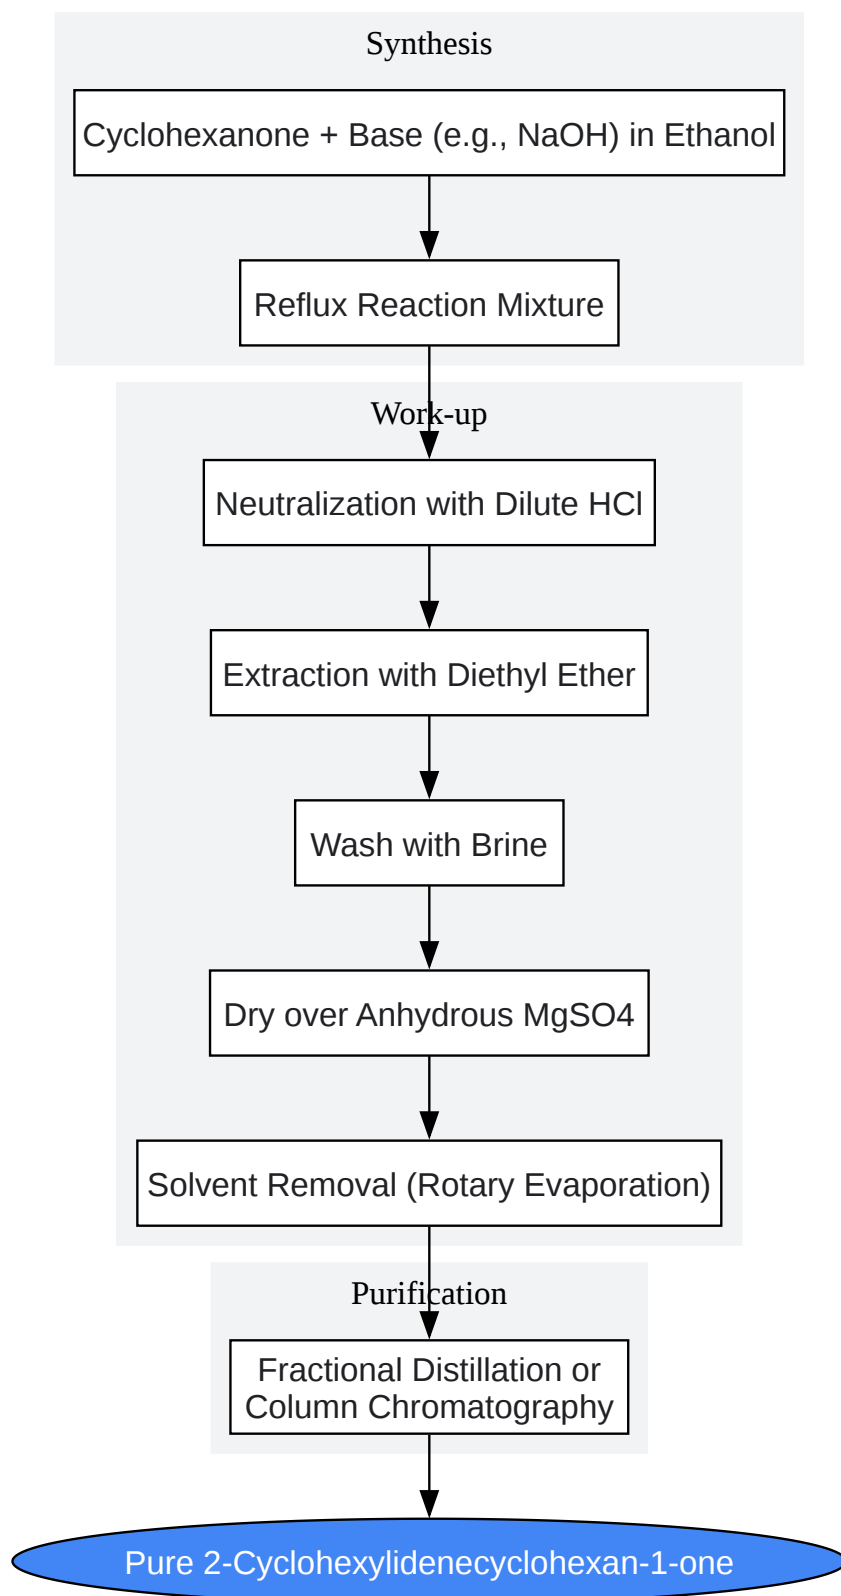 Synthesis
Cyclohexanone + Base (e.g., NaOH) in Ethanol
Reflux Reaction Mixture
Work-up
Neutralization with Dilute HCl
Extraction with Diethyl Ether
Wash with Brine
Dry over Anhydrous MgSO4
Solvent Removal (Rotary Evaporation)
Purification
Fractional Distillation or
Column Chromatography
Pure 2-Cyclohexylidenecyclohexan-1-one